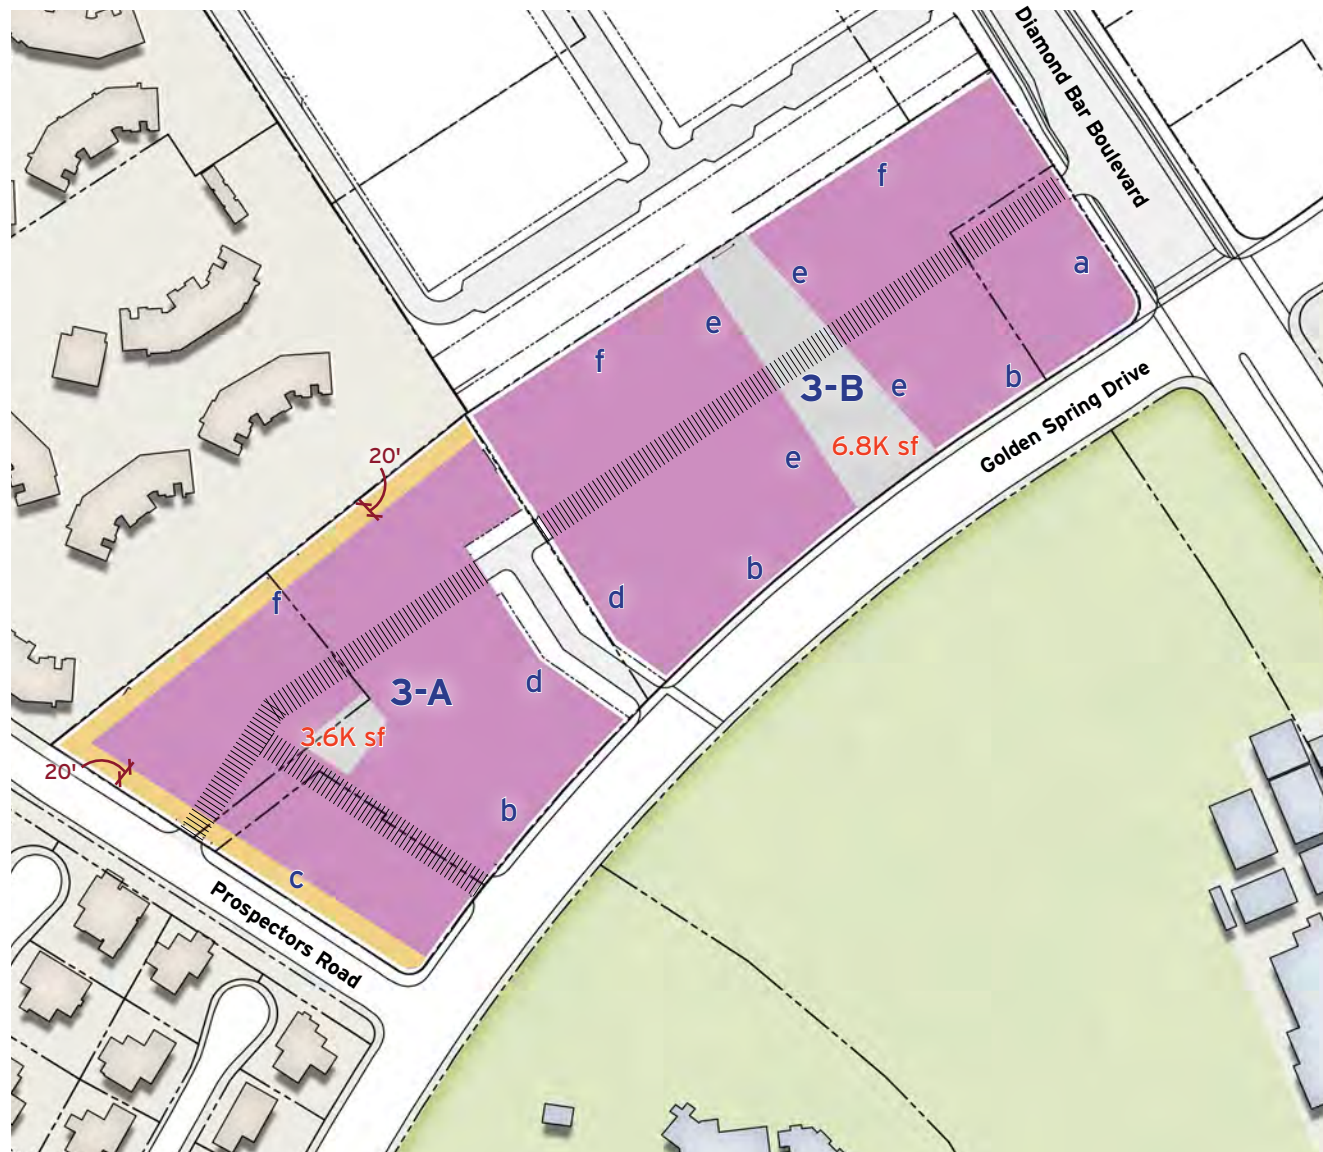 Diamond Bar Boulevard
f
a
e
e
f
3-B
e
b
6.8K sf
e
Golden Spring Drive
20'
b
d
f
3-A
d
3.6K sf
20'
b
c
Prospectors Road